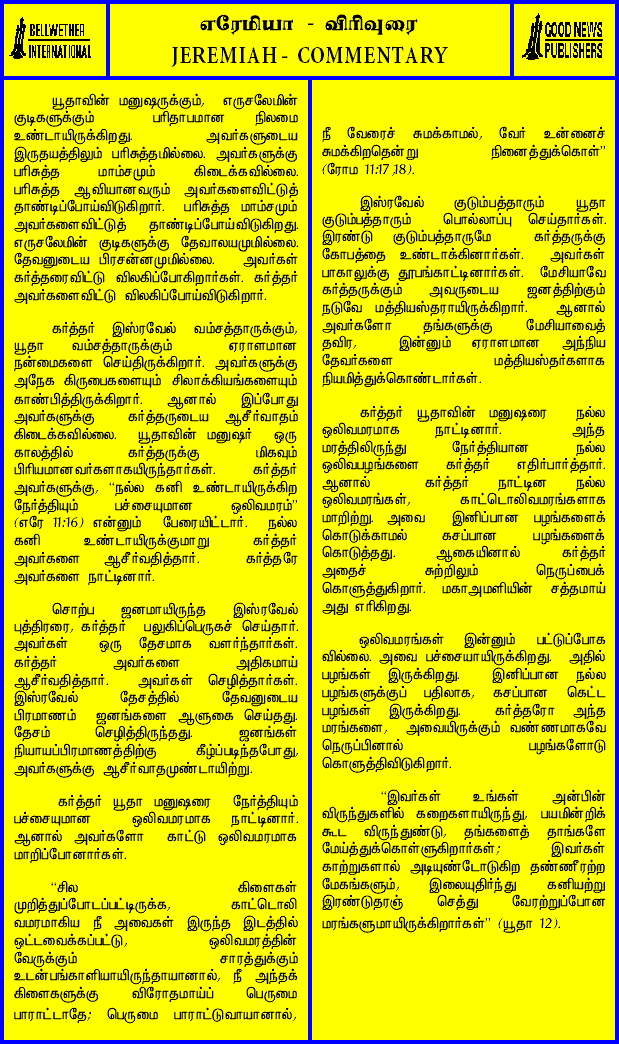 BELLWETHER
INTERNATIONAL
எரேமியா - விரிவுரை
JEREMIAH - COMMENTARY
GOOD NEWS
PUBLISHERS
யூதாவின் மனுஷருக்கும், எருசலேமின்
குடிகளுக்கும் பரிதாபமான நிலமை
உண்டாயிருக்கிறது. அவர்களுடைய
இருதயத்திலும் பரிசுத்தமில்லை. அவர்களுக்கு
பரிசுத்த மாம்சமும் கிடைக்கவில்லை.
பரிசுத்த ஆவியானவரும் அவர்களைவிட்டுத்
தாண்டிப்போய்விடுகிறார். பரிசுத்த மாம்சமும்
அவர்களைவிட்டுத் தாண்டிப்போய்விடுகிறது.
எருசலேமின் குடிகளுக்கு தேவாலயமுமில்லை.
தேவனுடைய பிரசன்னமுமில்லை. அவர்கள்
கர்த்தரைவிட்டு விலகிப்போகிறார்கள். கர்த்தர்
அவர்களைவிட்டு விலகிப்போய்விடுகிறார்.
கர்த்தர் இஸ்ரவேல் வம்சத்தாருக்கும்,
யூதா வம்சத்தாருக்கும் ஏராளமான
நன்மைகளை செய்திருக்கிறார். அவர்களுக்கு
அநேக கிருபைகளையும் சிலாக்கியங்களையும்
காண்பித்திருக்கிறார். ஆனால் இப்போது
அவர்களுக்கு கர்த்தருடைய ஆசீர்வாதம்
கிடைக்கவில்லை. யூதாவின் மனுஷர் ஒரு
காலத்தில் கர்த்தருக்கு மிகவும்
பிரியமானவர்களாகயிருந்தார்கள். கர்த்தர்
அவர்களுக்கு, “நல்ல கனி உண்டாயிருக்கிற
நேர்த்தியும் பச்சையுமான ஒலிவமரம்”
(எரே 11:16) என்னும் பேரையிட்டார். நல்ல
கனி உண்டாயிருக்குமாறு கர்த்தர்
அவர்களை ஆசீர்வதித்தார். கர்த்தரே
அவர்களை நாட்டினார்.
சொற்ப ஜனமாயிருந்த இஸ்ரவேல்
புத்திரரை, கர்த்தர் பலுகிப்பெருகச் செய்தார்.
அவர்கள் ஒரு தேசமாக வளர்ந்தார்கள்.
கர்த்தர் அவர்களை அதிகமாய்
ஆசீர்வதித்தார். அவர்கள் செழித்தார்கள்.
இஸ்ரவேல் தேசத்தில் தேவனுடைய
பிரமாணம் ஜனங்களை ஆளுகை செய்தது.
தேசம் செழித்திருந்தது. ஜனங்கள்
நியாயப்பிரமாணத்திற்கு கீழ்ப்படிந்தபோது,
அவர்களுக்கு ஆசீர்வாதமுண்டாயிற்று.
கர்த்தர் யூதா மனுஷரை நேர்த்தியும்
பச்சையுமான ஒலிவமரமாக நாட்டினார்.
ஆனால் அவர்களோ காட்டு ஒலிவமரமாக
மாறிப்போனார்கள்.
“சில கிளைகள்
முறித்துப்போடப்பட்டிருக்க, காட்டொலி
வமரமாகிய நீ அவைகள் இருந்த இடத்தில்
ஒட்டவைக்கப்பட்டு, ஒலிவமரத்தின்
வேருக்கும் சாரத்துக்கும்
உடன்பங்காளியாயிருந்தாயானால், நீ அந்தக்
கிளைகளுக்கு விரோதமாய்ப் பெருமை
பாராட்டாதே; பெருமை பாராட்டுவாயானால்,
நீ வேரைச் சுமக்காமல், வேர் உன்னைச்
சுமக்கிறதென்று நினைத்துக்கொள்”
(ரோம 11:17,18).
இஸ்ரவேல் குடும்பத்தாரும் யூதா
குடும்பத்தாரும் பொல்லாப்பு செய்தார்கள்.
இரண்டு குடும்பத்தாருமே கர்த்தருக்கு
கோபத்தை உண்டாக்கினார்கள். அவர்கள்
பாகாலுக்கு தூபங்காட்டினார்கள். மேசியாவே
கர்த்தருக்கும் அவருடைய ஜனத்திற்கும்
நடுவே மத்தியஸ்தராயிருக்கிறார். ஆனால்
அவர்களோ தங்களுக்கு மேசியாவைத்
தவிர, இன்னும் ஏராளமான அந்நிய
தேவர்களை மத்தியஸ்தர்களாக
நியமித்துக்கொண்டார்கள்.
கர்த்தர் யூதாவின் மனுஷரை நல்ல
ஒலிவமரமாக நாட்டினார். அந்த
மரத்திலிருந்து நேர்த்தியான நல்ல
ஒலிவபழங்களை கர்த்தர் எதிர்பார்த்தார்.
ஆனால் கர்த்தர் நாட்டின நல்ல
ஒலிவமரங்கள், காட்டொலிவமரங்களாக
மாறிற்று. அவை இனிப்பான பழங்களைக்
கொடுக்காமல் கசப்பான பழங்களைக்
கொடுத்தது. ஆகையினால் கர்த்தர்
அதைச் சுற்றிலும் நெருப்பைக்
கொளுத்துகிறார். மகாஅமளியின் சத்தமாய்
அது எரிகிறது.
ஒலிவமரங்கள் இன்னும் பட்டுப்போக
வில்லை. அவை பச்சையாயிருக்கிறது. அதில்
பழங்கள் இருக்கிறது. இனிப்பான நல்ல
பழங்களுக்குப் பதிலாக, கசப்பான கெட்ட
பழங்கள் இருக்கிறது. கர்த்தரோ அந்த
மரங்களை, அவையிருக்கும் வண்ணமாகவே
நெருப்பினால் பழங்களோடு
கொளுத்திவிடுகிறார்.
“இவர்கள் உங்கள் அன்பின்
விருந்துகளில் கறைகளாயிருந்து, பயமின்றிக்
கூட விருந்துண்டு, தங்களைத் தாங்களே
மேய்த்துக்கொள்ளுகிறார்கள்; இவர்கள்
காற்றுகளால் அடியுண்டோடுகிற தண்ணீரற்ற
மேகங்களும், இலையுதிர்ந்து கனியற்று
இரண்டுதரஞ் செத்து வேரற்றுப்போன
மரங்களுமாயிருக்கிறார்கள்” (யூதா 12).